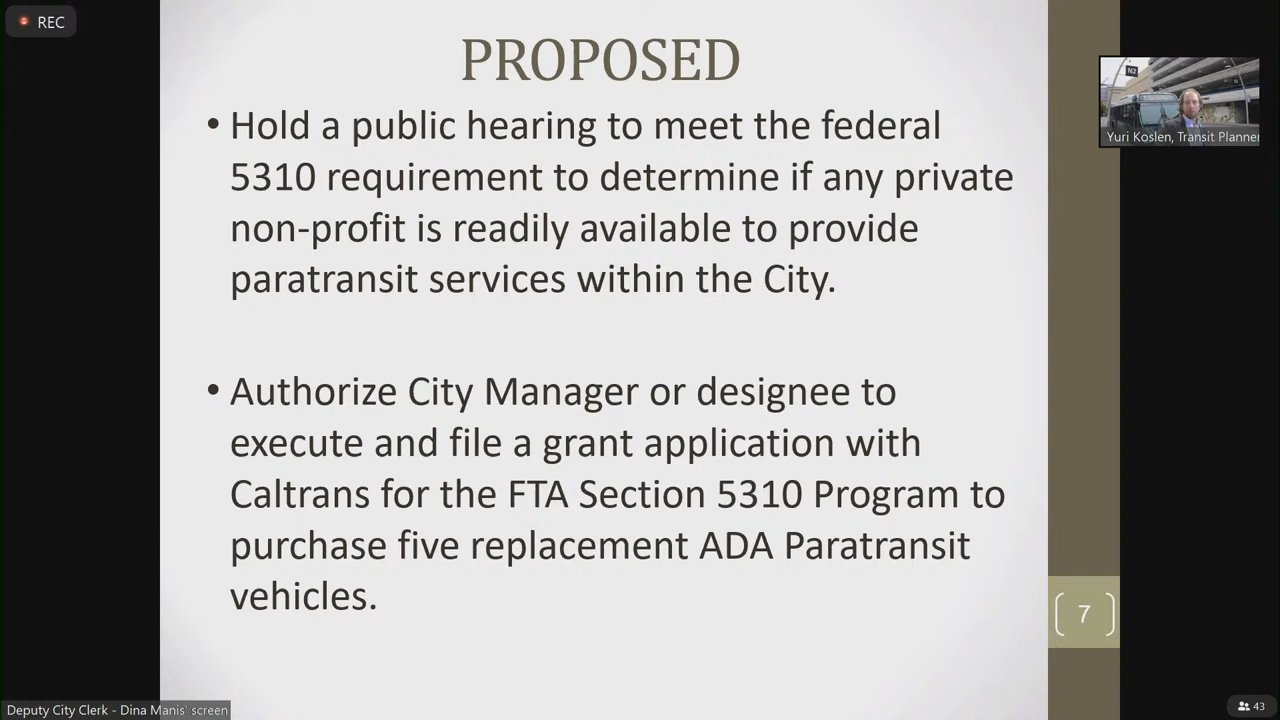 REC
PROPOSED
• Hold a public hearing to meet the federal
5310 requirement to determine if any private
non-profit is readily available to provide
paratransit services within the City.
• Authorize City Manager or designee to
execute and file a grant application with
Caltrans for the FTA Section 5310 Program to
purchase five replacement ADA Paratransit
vehicles.
7
N2
Yuri Koslen, Transit Planner
Deputy City Clerk - Dina Manis' screen
43